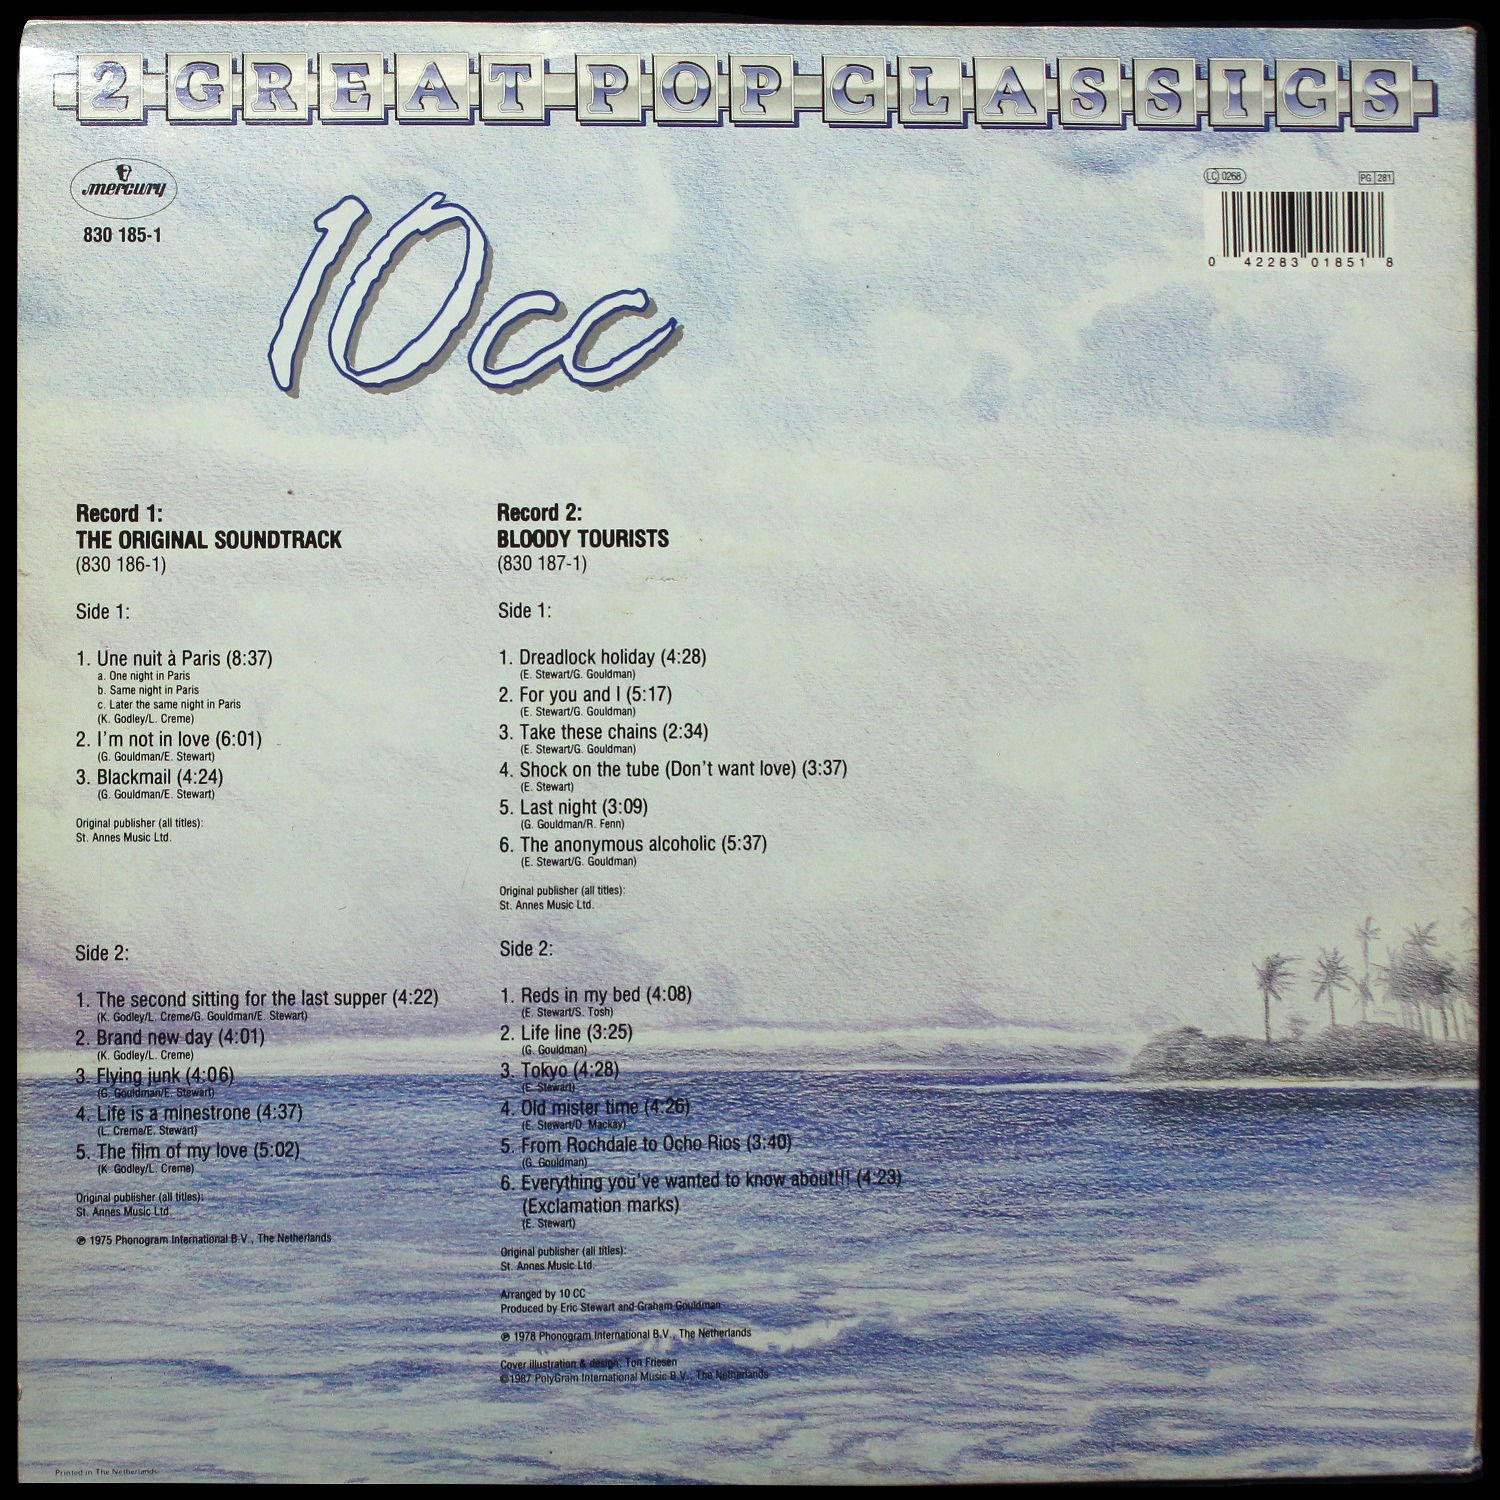 2 GREAT POP CLASSICS
mercury
830 185-1
LC 0268
PG 281
0 42283 01851 8
10cc
Record 1:
THE ORIGINAL SOUNDTRACK
(830 186-1)
Side 1:
1. Une nuit à Paris (8:37)
a. One night in Paris
b. Same night in Paris
c. Later the same night in Paris
(K. Godley/L. Creme)
2. I'm not in love (6:01)
(G. Gouldman/E. Stewart)
3. Blackmail (4:24)
(G. Gouldman/E. Stewart)
Original publisher (all titles):
St. Annes Music Ltd.
Side 2:
1. The second sitting for the last supper (4:22)
(K. Godley/L. Creme/G. Gouldman/E. Stewart)
2. Brand new day (4:01)
(K. Godley/L. Creme)
3. Flying junk (4:06)
(G. Gouldman/E. Stewart)
4. Life is a minestrone (4:37)
(L. Creme/E. Stewart)
5. The film of my love (5:02)
(K. Godley/L. Creme)
Original publisher (all titles):
St. Annes Music Ltd.
℗ 1975 Phonogram International B.V., The Netherlands
Record 2:
BLOODY TOURISTS
(830 187-1)
Side 1:
1. Dreadlock holiday (4:28)
(E. Stewart/G. Gouldman)
2. For you and I (5:17)
(E. Stewart/G. Gouldman)
3. Take these chains (2:34)
(E. Stewart/G. Gouldman)
4. Shock on the tube (Don't want love) (3:37)
(E. Stewart)
5. Last night (3:09)
(G. Gouldman/R. Fenn)
6. The anonymous alcoholic (5:37)
(E. Stewart/G. Gouldman)
Original publisher (all titles):
St. Annes Music Ltd.
Side 2:
1. Reds in my bed (4:08)
(E. Stewart/S. Tosh)
2. Life line (3:25)
(G. Gouldman)
3. Tokyo (4:28)
(E. Stewart)
4. Old mister time (4:26)
(E. Stewart/D. Mackay)
5. From Rochdale to Ocho Rios (3:40)
(G. Gouldman)
6. Everything you've wanted to know about!!! (4:23)
(Exclamation marks)
(E. Stewart)
Original publisher (all titles):
St. Annes Music Ltd.
Arranged by 10 CC
Produced by Eric Stewart and Graham Gouldman
℗ 1978 Phonogram International B.V., The Netherlands
Cover illustration & design: Ton Friesen
©1987 PolyGram International Music B.V., The Netherlands
Printed in The Netherlands